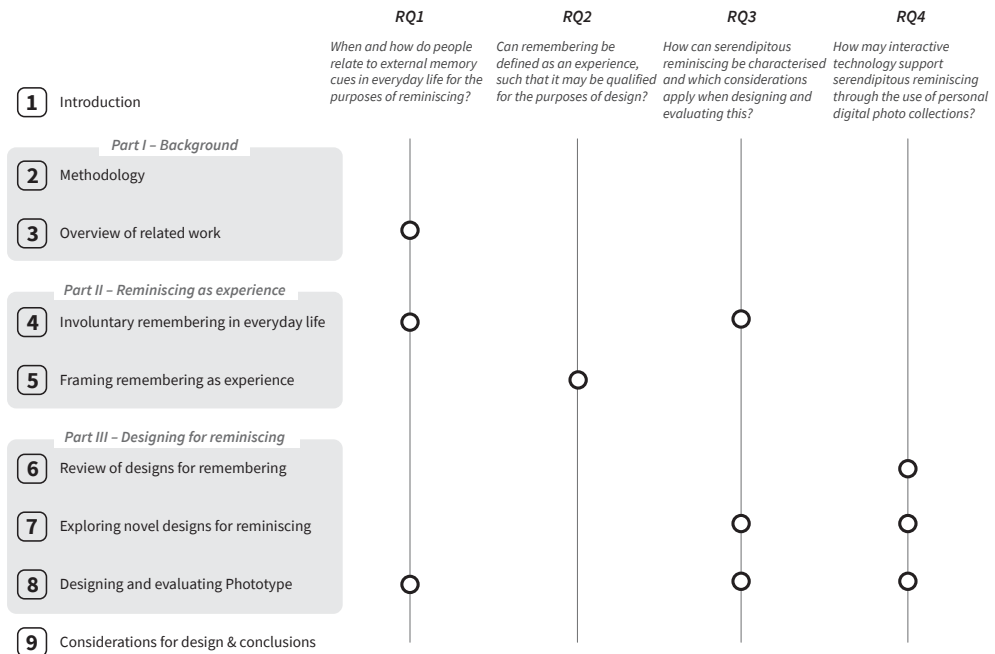 RQ1
When and how do people
relate to external memory
cues in everyday life for the
purposes of reminiscing?
RQ2
Can remembering be
defined as an experience,
such that it may be qualified
for the purposes of design?
RQ3
How can serendipitous
reminiscing be characterised
and which considerations
apply when designing and
evaluating this?
RQ4
How may interactive
technology support
serendipitous reminiscing
through the use of personal
digital photo collections?
1 Introduction
Part I – Background
2 Methodology
3 Overview of related work
Part II – Reminiscing as experience
4 Involuntary remembering in everyday life
5 Framing remembering as experience
Part III – Designing for reminiscing
6 Review of designs for remembering
7 Exploring novel designs for reminiscing
8 Designing and evaluating Phototype
9 Considerations for design & conclusions